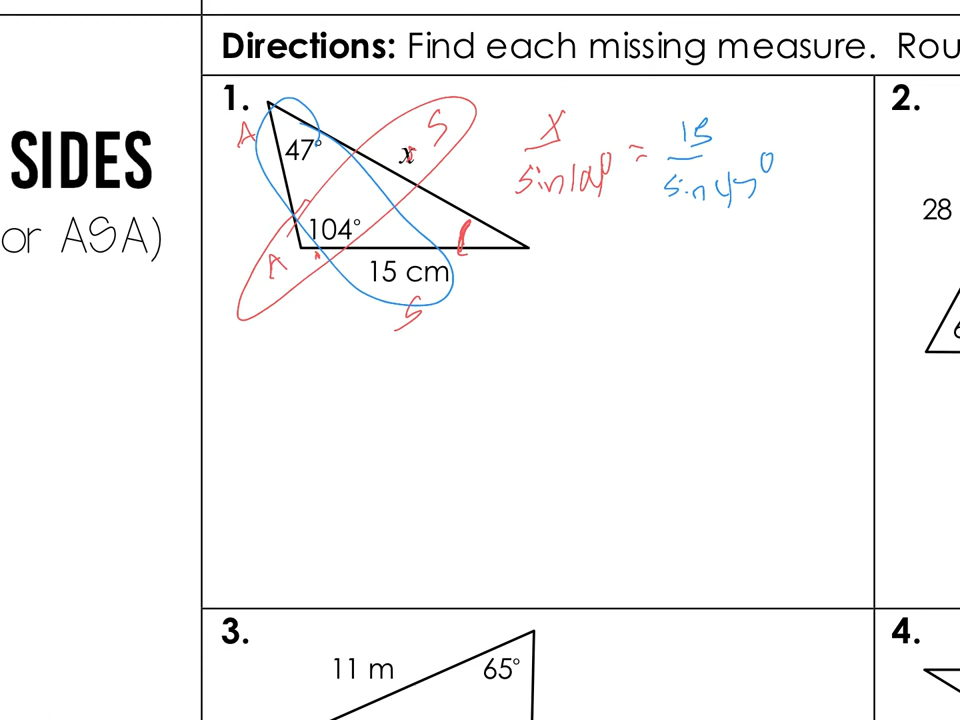 Directions: Find each missing measure. Rou
1.
2.
SIDES
or ASA)
A
47°
S
x
104°
A
15 cm
S
x
sin104° = 15
sin47°
28
3.
11 m
65°
4.